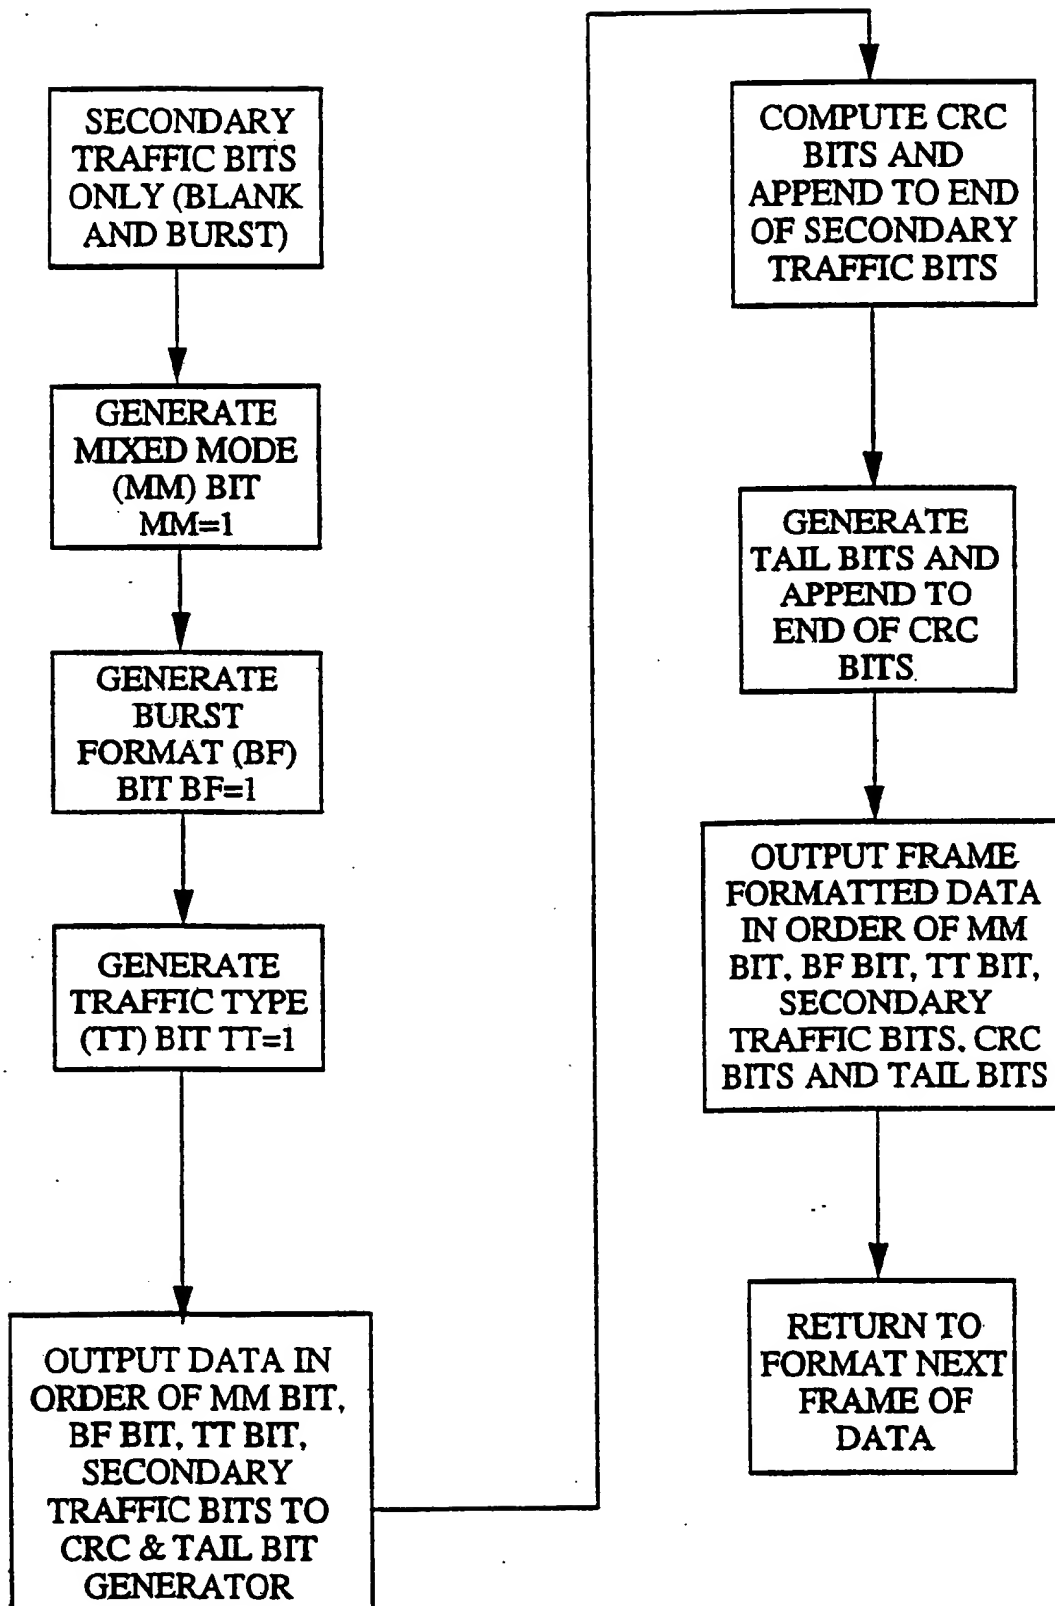 SECONDARY
TRAFFIC BITS
ONLY (BLANK
AND BURST)
GENERATE
MIXED MODE
(MM) BIT
MM=1
GENERATE
BURST
FORMAT (BF)
BIT BF=1
GENERATE
TRAFFIC TYPE
(TT) BIT TT=1
OUTPUT DATA IN
ORDER OF MM BIT,
BF BIT, TT BIT,
SECONDARY
TRAFFIC BITS TO
CRC & TAIL BIT
GENERATOR
COMPUTE CRC
BITS AND
APPEND TO END
OF SECONDARY
TRAFFIC BITS
GENERATE
TAIL BITS AND
APPEND TO
END OF CRC
BITS
OUTPUT FRAME
FORMATTED DATA
IN ORDER OF MM
BIT, BF BIT, TT BIT,
SECONDARY
TRAFFIC BITS, CRC
BITS AND TAIL BITS
RETURN TO
FORMAT NEXT
FRAME OF
DATA